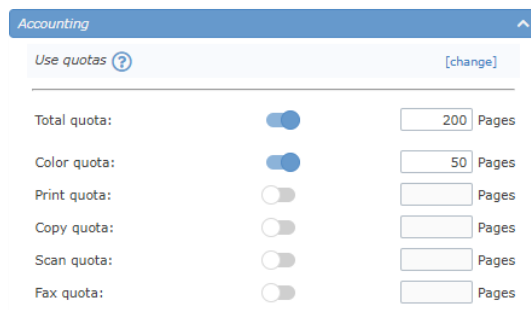 Accounting
Use quotas ? [change]
Total quota: 200 Pages
Color quota: 50 Pages
Print quota: Pages
Copy quota: Pages
Scan quota: Pages
Fax quota: Pages